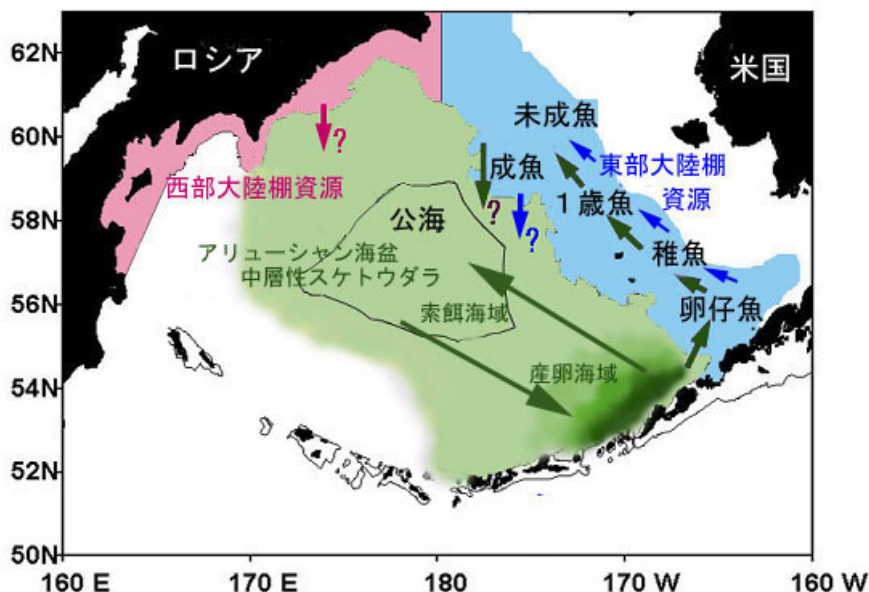 62N
60N
58N
56N
54N
52N
50N
ロシア
米国
未成魚
?
成魚
東部大陸棚
資源
西部大陸棚資源
1歳魚
公海
?
?
稚魚
アリューシャン海盆
中層性スケトウダラ
索餌海域
卵仔魚
産卵海域
160 E
170 E
180
170 W
160 W